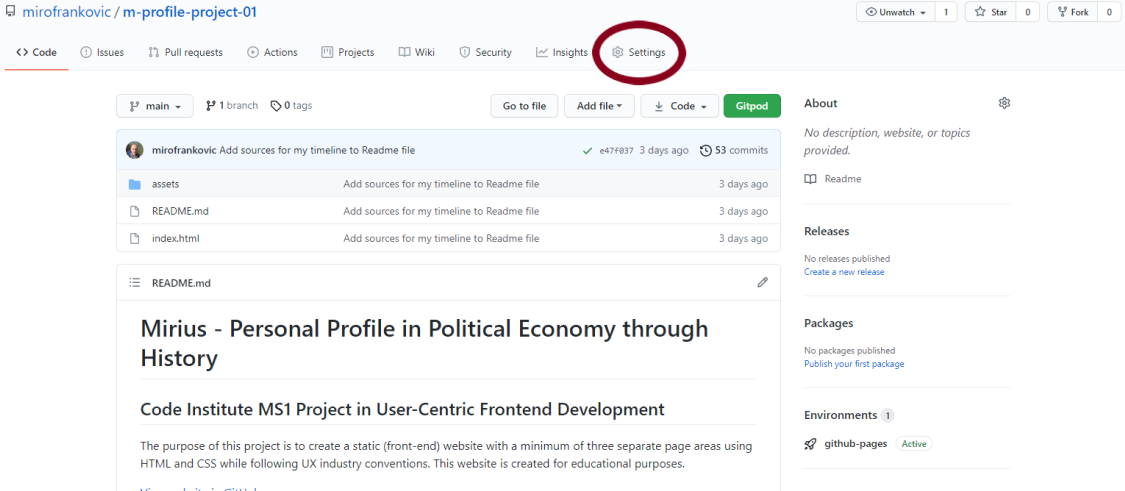 mirofrankovic / m-profile-project-01
Unwatch 1 Star 0 Fork 0
Code Issues Pull requests Actions Projects Wiki Security Insights Settings
main 1 branch 0 tags Go to file Add file Code Gitpod
mirofrankovic Add sources for my timeline to Readme file e47f037 3 days ago 53 commits
assets Add sources for my timeline to Readme file 3 days ago
README.md Add sources for my timeline to Readme file 3 days ago
index.html Add sources for my timeline to Readme file 3 days ago
README.md
Mirius - Personal Profile in Political Economy through
History
Code Institute MS1 Project in User-Centric Frontend Development
The purpose of this project is to create a static (front-end) website with a minimum of three separate page areas using
HTML and CSS while following UX industry conventions. This website is created for educational purposes.
About
No description, website, or topics
provided.
Readme
Releases
No releases published
Create a new release
Packages
No packages published
Publish your first package
Environments 1
github-pages Active